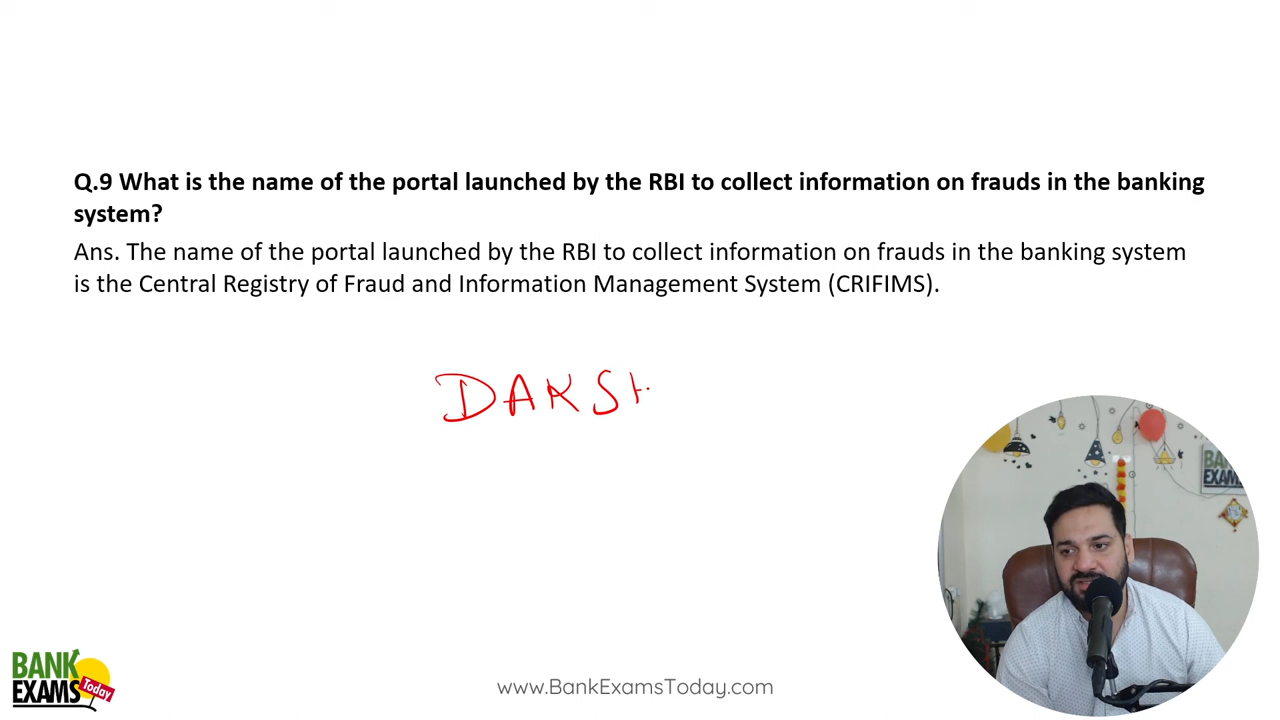 Q.9 What is the name of the portal launched by the RBI to collect information on frauds in the banking
system?
Ans. The name of the portal launched by the RBI to collect information on frauds in the banking system
is the Central Registry of Fraud and Information Management System (CRIFIMS).
DAKSH
BANK
EXAM
BANK
EXAMS
Today
www.BankExamsToday.com